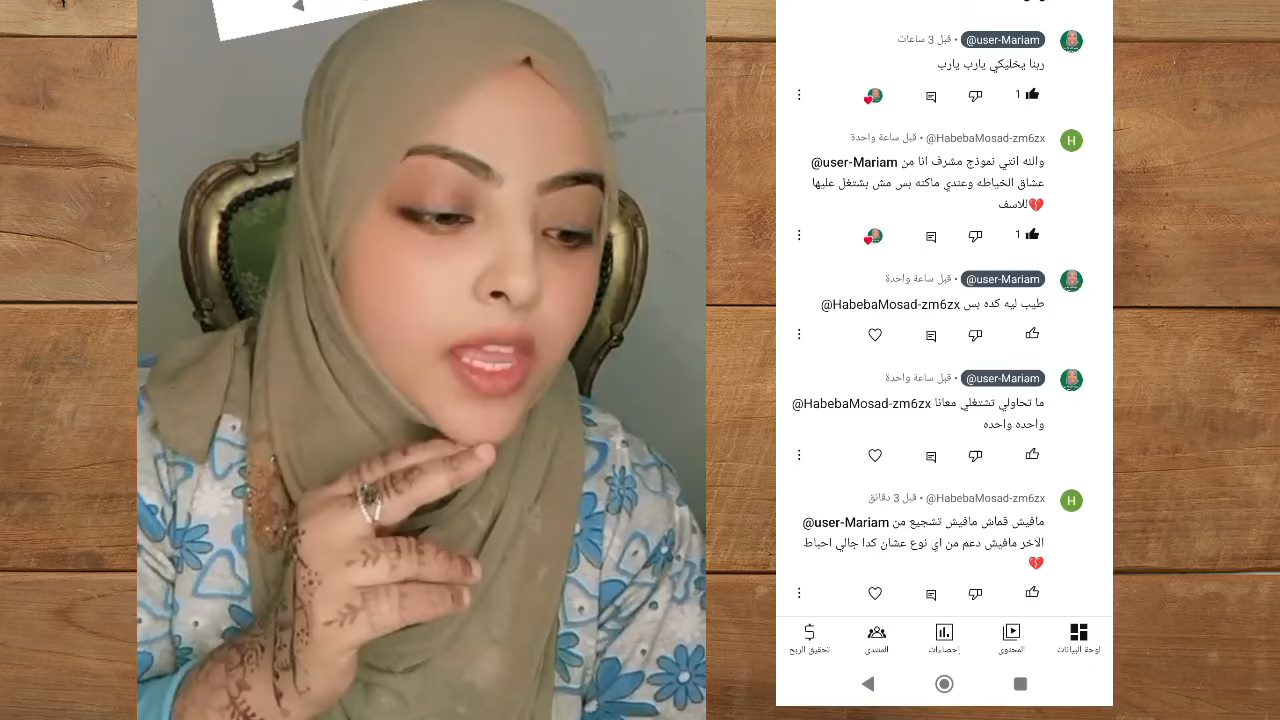 @user-Mariam • قبل 3 ساعات
ربنا يخليكي يارب يارب
1
H
@HabebaMosad-zm6zx • قبل ساعة واحدة
@user-Mariam والله انتي نموذج مشرف انا من
عشاق الخياطه وعندي ماكنه بس مش بشتغل عليها
للاسف💔
1
@user-Mariam • قبل ساعة واحدة
@HabebaMosad-zm6zx طيب ليه كده بس
@user-Mariam • قبل ساعة واحدة
@HabebaMosad-zm6zx ما تحاولي تشتغلي معانا
واحده واحده
H
@HabebaMosad-zm6zx • قبل 3 دقائق
@user-Mariam مافيش قماش مافيش تشجيع من
الاخر مافيش دعم من اي نوع عشان كدا جالي احباط
💔
لوحة البيانات
المحتوى
إحصاءات
المنتدى
تحقيق الربح